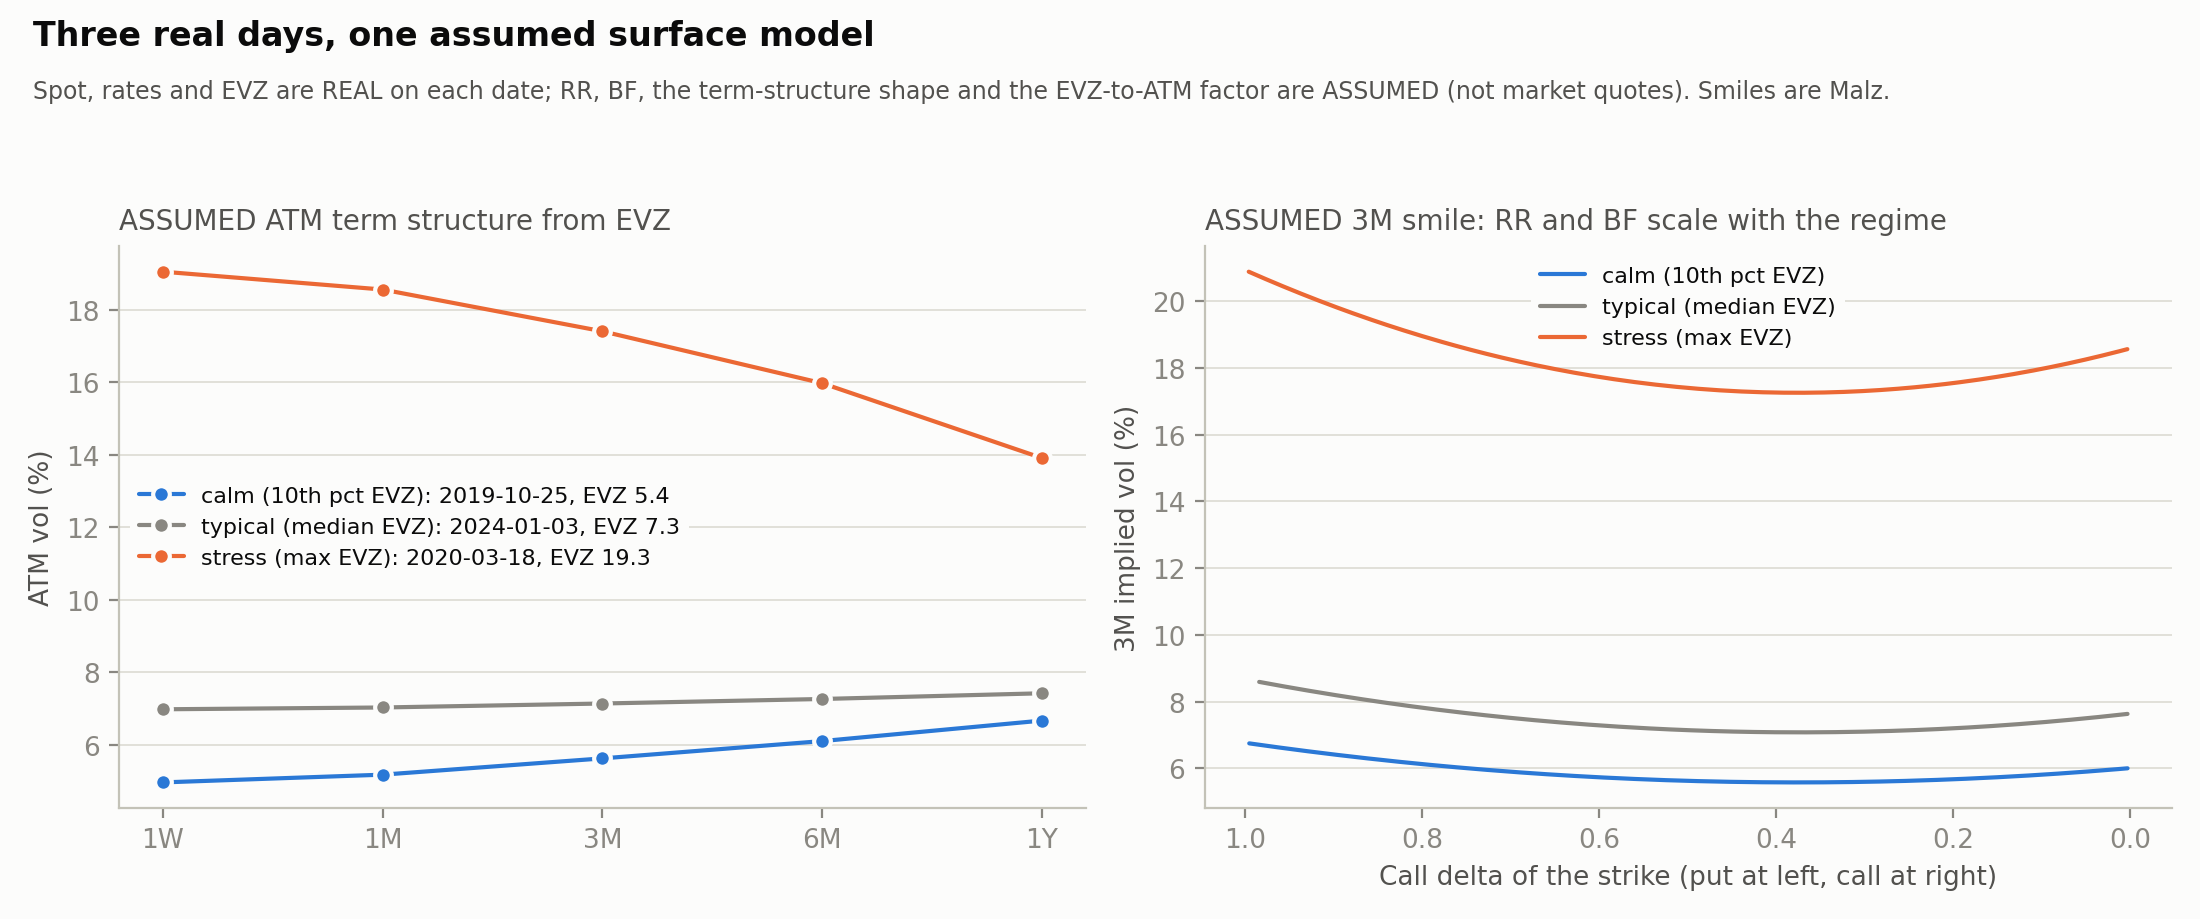 Three real days, one assumed surface model
Spot, rates and EVZ are REAL on each date; RR, BF, the term-structure shape and the EVZ-to-ATM factor are ASSUMED (not market quotes). Smiles are Malz.
ASSUMED ATM term structure from EVZ
ATM vol (%)
18
16
14
12
10
8
6
calm (10th pct EVZ): 2019-10-25, EVZ 5.4
typical (median EVZ): 2024-01-03, EVZ 7.3
stress (max EVZ): 2020-03-18, EVZ 19.3
1W 1M 3M 6M 1Y
ASSUMED 3M smile: RR and BF scale with the regime
3M implied vol (%)
20
18
16
14
12
10
8
6
calm (10th pct EVZ)
typical (median EVZ)
stress (max EVZ)
1.0 0.8 0.6 0.4 0.2 0.0
Call delta of the strike (put at left, call at right)